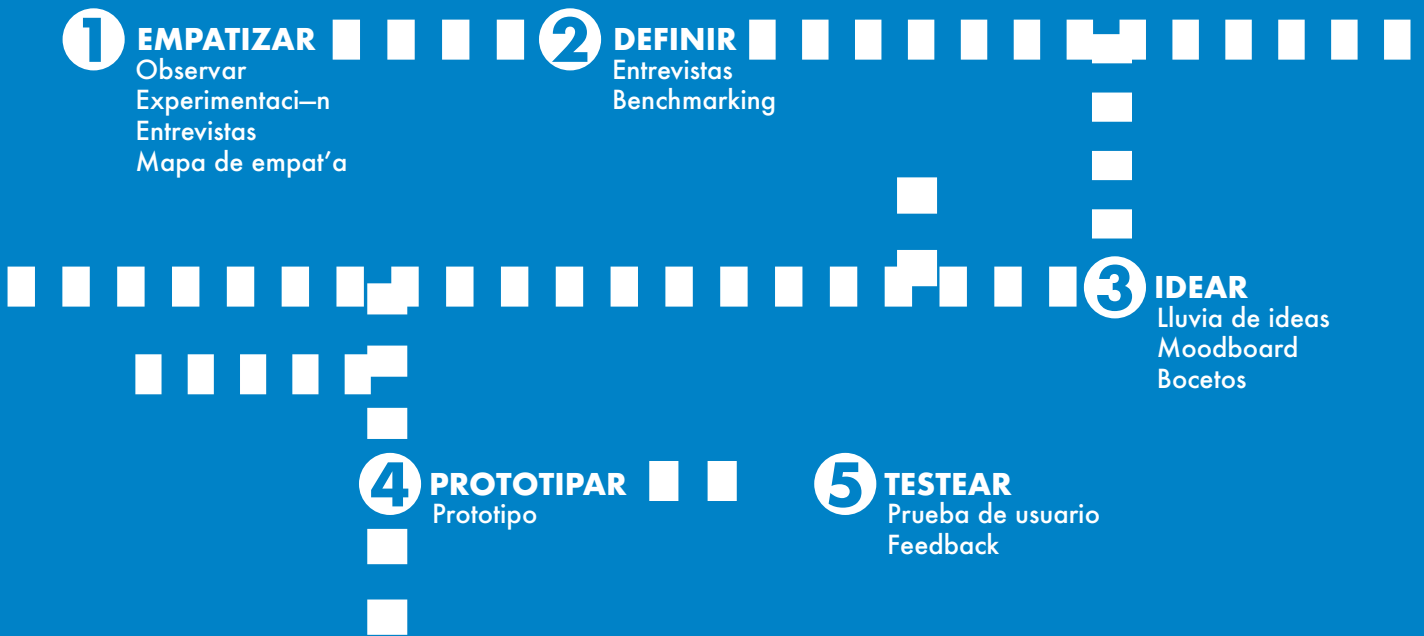 1 EMPATIZAR
Observar
Experimentaci—n
Entrevistas
Mapa de empat’a
2 DEFINIR
Entrevistas
Benchmarking
3 IDEAR
Lluvia de ideas
Moodboard
Bocetos
4 PROTOTIPAR
Prototipo
5 TESTEAR
Prueba de usuario
Feedback